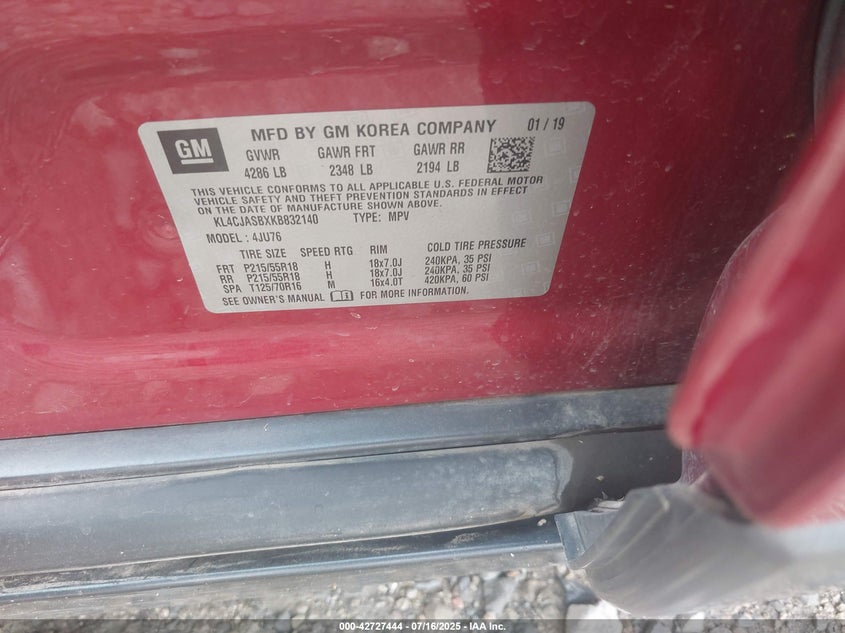 GM
MFD BY GM KOREA COMPANY 01 / 19
GVWR GAWR FRT GAWR RR
4286 LB 2348 LB 2194 LB
THIS VEHICLE CONFORMS TO ALL APPLICABLE U.S. FEDERAL MOTOR
VEHICLE SAFETY AND THEFT PREVENTION STANDARDS IN EFFECT
ON THE DATE OF MANUFACTURE SHOWN ABOVE.
KL4CJASBXKB832140 TYPE: MPV
MODEL : 4JU76
TIRE SIZE SPEED RTG RIM COLD TIRE PRESSURE
FRT P215/55R18 H 18x7.0J 240KPA, 35 PSI
RR P215/55R18 H 18x7.0J 240KPA, 35 PSI
SPA T125/70R16 M 16x4.0T 420KPA, 60 PSI
SEE OWNER'S MANUAL FOR MORE INFORMATION.
000-42727444 | 07/16/2025 - IAA Inc.